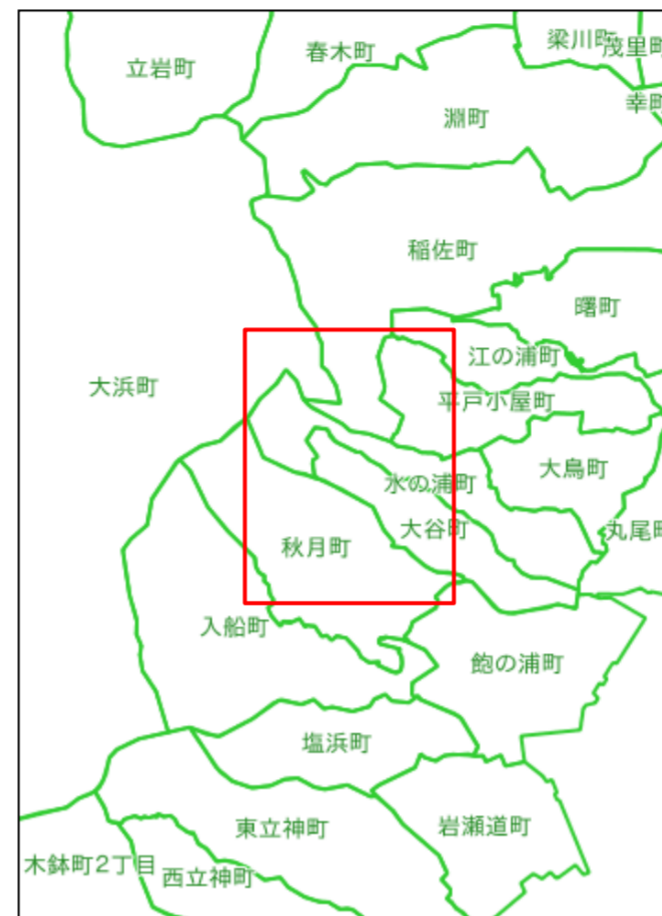 立岩町
春木町
梁川町
茂里町
幸町
淵町
稲佐町
曙町
江の浦町
大浜町
平戸小屋町
大鳥町
水の浦町
大谷町
丸尾町
秋月町
入船町
飽の浦町
塩浜町
東立神町
岩瀬道町
木鉢町2丁目
西立神町